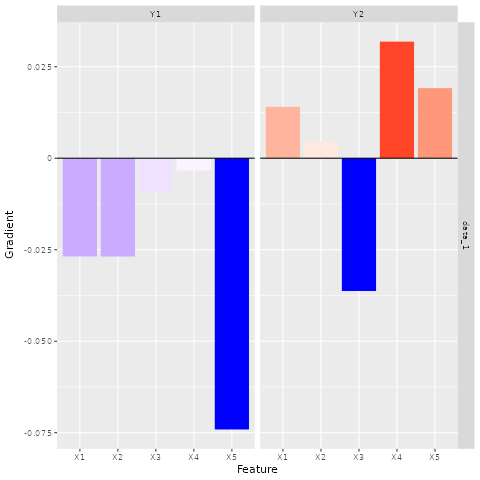 Y1 Y2
0.025
0
-0.025
-0.050
-0.075
X1 X2 X3 X4 X5 X1 X2 X3 X4 X5
Feature
Gradient
data_1